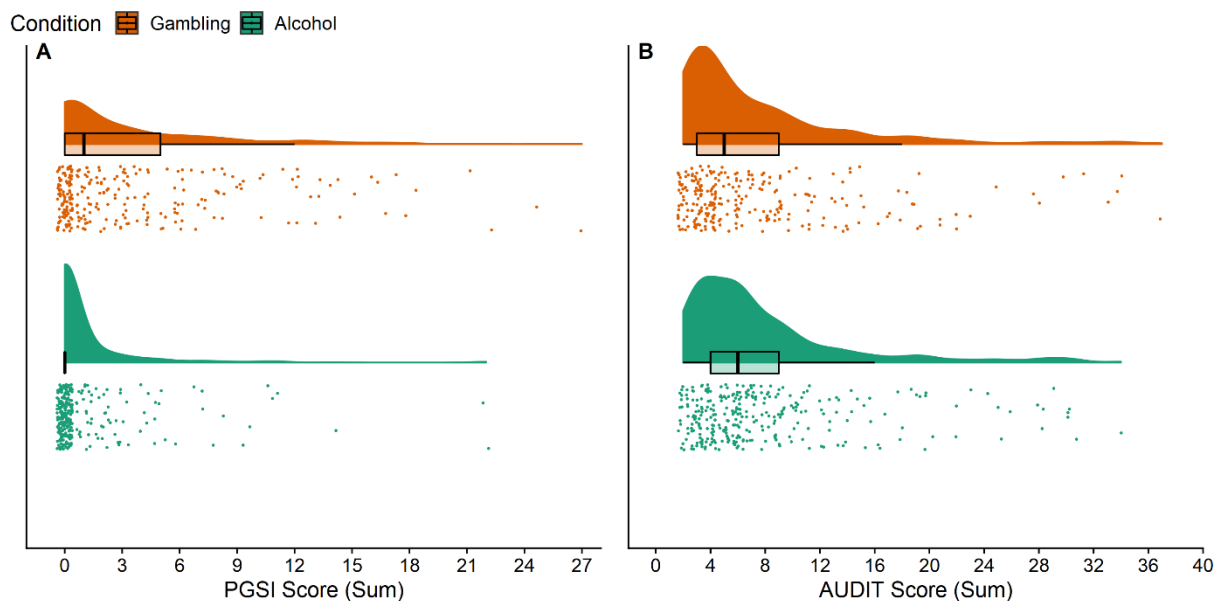 Condition Gambling Alcohol
A
B
0 3 6 9 12 15 18 21 24 27
PGSI Score (Sum)
0 4 8 12 16 20 24 28 32 36 40
AUDIT Score (Sum)